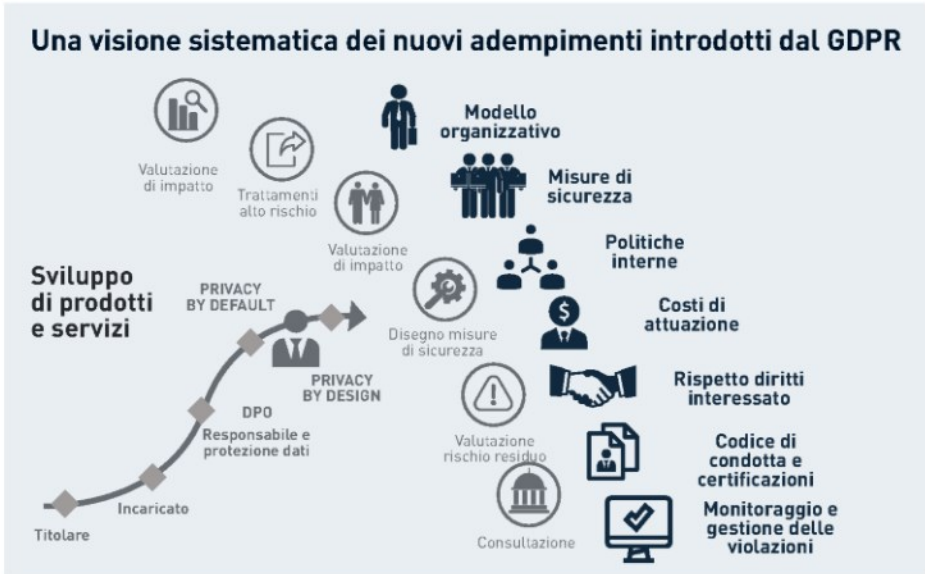 Una visione sistematica dei nuovi adempimenti introdotti dal GDPR
Valutazione
di impatto
Trattamenti
alto rischio
Valutazione
di impatto
Disegno misure
di sicurezza
Valutazione
rischio residuo
Consultazione
Modello
organizzativo
Misure di
sicurezza
Politiche
interne
Costi di
attuazione
Rispetto diritti
interessato
Codice di
condotta e
certificazioni
Monitoraggio e
gestione delle
violazioni
Sviluppo
di prodotti
e servizi
PRIVACY
BY DEFAULT
PRIVACY
BY DESIGN
DPO
Responsabile e
protezione dati
Incaricato
Titolare
$